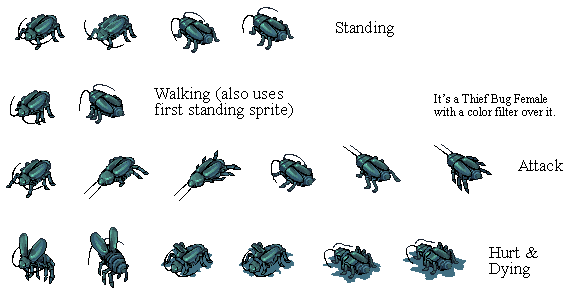 Standing
Walking (also uses
first standing sprite)
It's a Thief Bug Female
with a color filter over it.
Attack
Hurt &
Dying